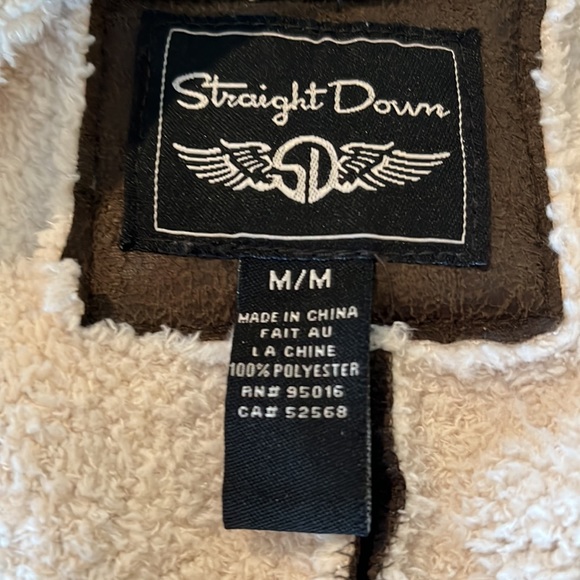 Straight Down
SD
M/M
MADE IN CHINA
FAIT AU
LA CHINE
100% POLYESTER
RN# 95016
CA# 52568